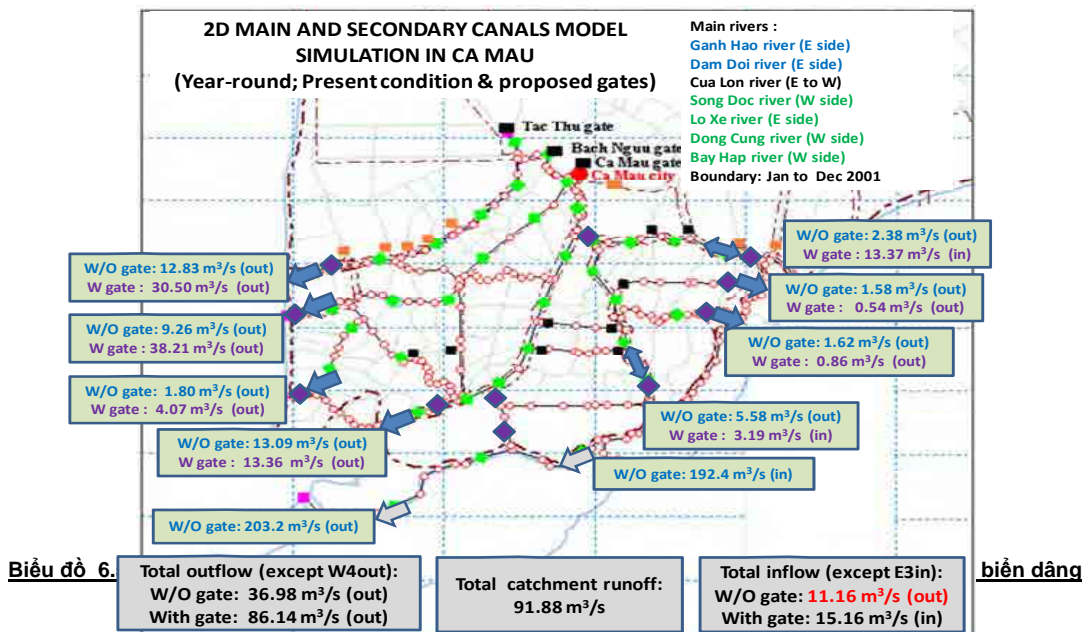 2D MAIN AND SECONDARY CANALS MODEL
SIMULATION IN CA MAU
(Year-round; Present condition & proposed gates)
Main rivers :
Ganh Hao river (E side)
Dam Doi river (E side)
Cua Lon river (E to W)
Song Doc river (W side)
Lo Xe river (E side)
Dong Cung river (W side)
Bay Hap river (W side)
Boundary: Jan to Dec 2001
Tac Thu gate
Bach Nguu gate
Ca Mau gate
Ca Mau city
W/O gate: 2.38 m³/s (out)
W gate : 13.37 m³/s (in)
W/O gate: 12.83 m³/s (out)
W gate : 30.50 m³/s (out)
W/O gate: 1.58 m³/s (out)
W gate : 0.54 m³/s (out)
W/O gate: 9.26 m³/s (out)
W gate : 38.21 m³/s (out)
W/O gate: 1.62 m³/s (out)
W gate : 0.86 m³/s (out)
W/O gate: 1.80 m³/s (out)
W gate : 4.07 m³/s (out)
W/O gate: 5.58 m³/s (out)
W gate : 3.19 m³/s (in)
W/O gate: 13.09 m³/s (out)
W gate : 13.36 m³/s (out)
W/O gate: 192.4 m³/s (in)
W/O gate: 203.2 m³/s (out)
Biểu đồ 6. biển dâng
Total outflow (except W4out):
W/O gate: 36.98 m³/s (out)
With gate: 86.14 m³/s (out)
Total catchment runoff:
91.88 m³/s
Total inflow (except E3in):
W/O gate: 11.16 m³/s (out)
With gate: 15.16 m³/s (in)